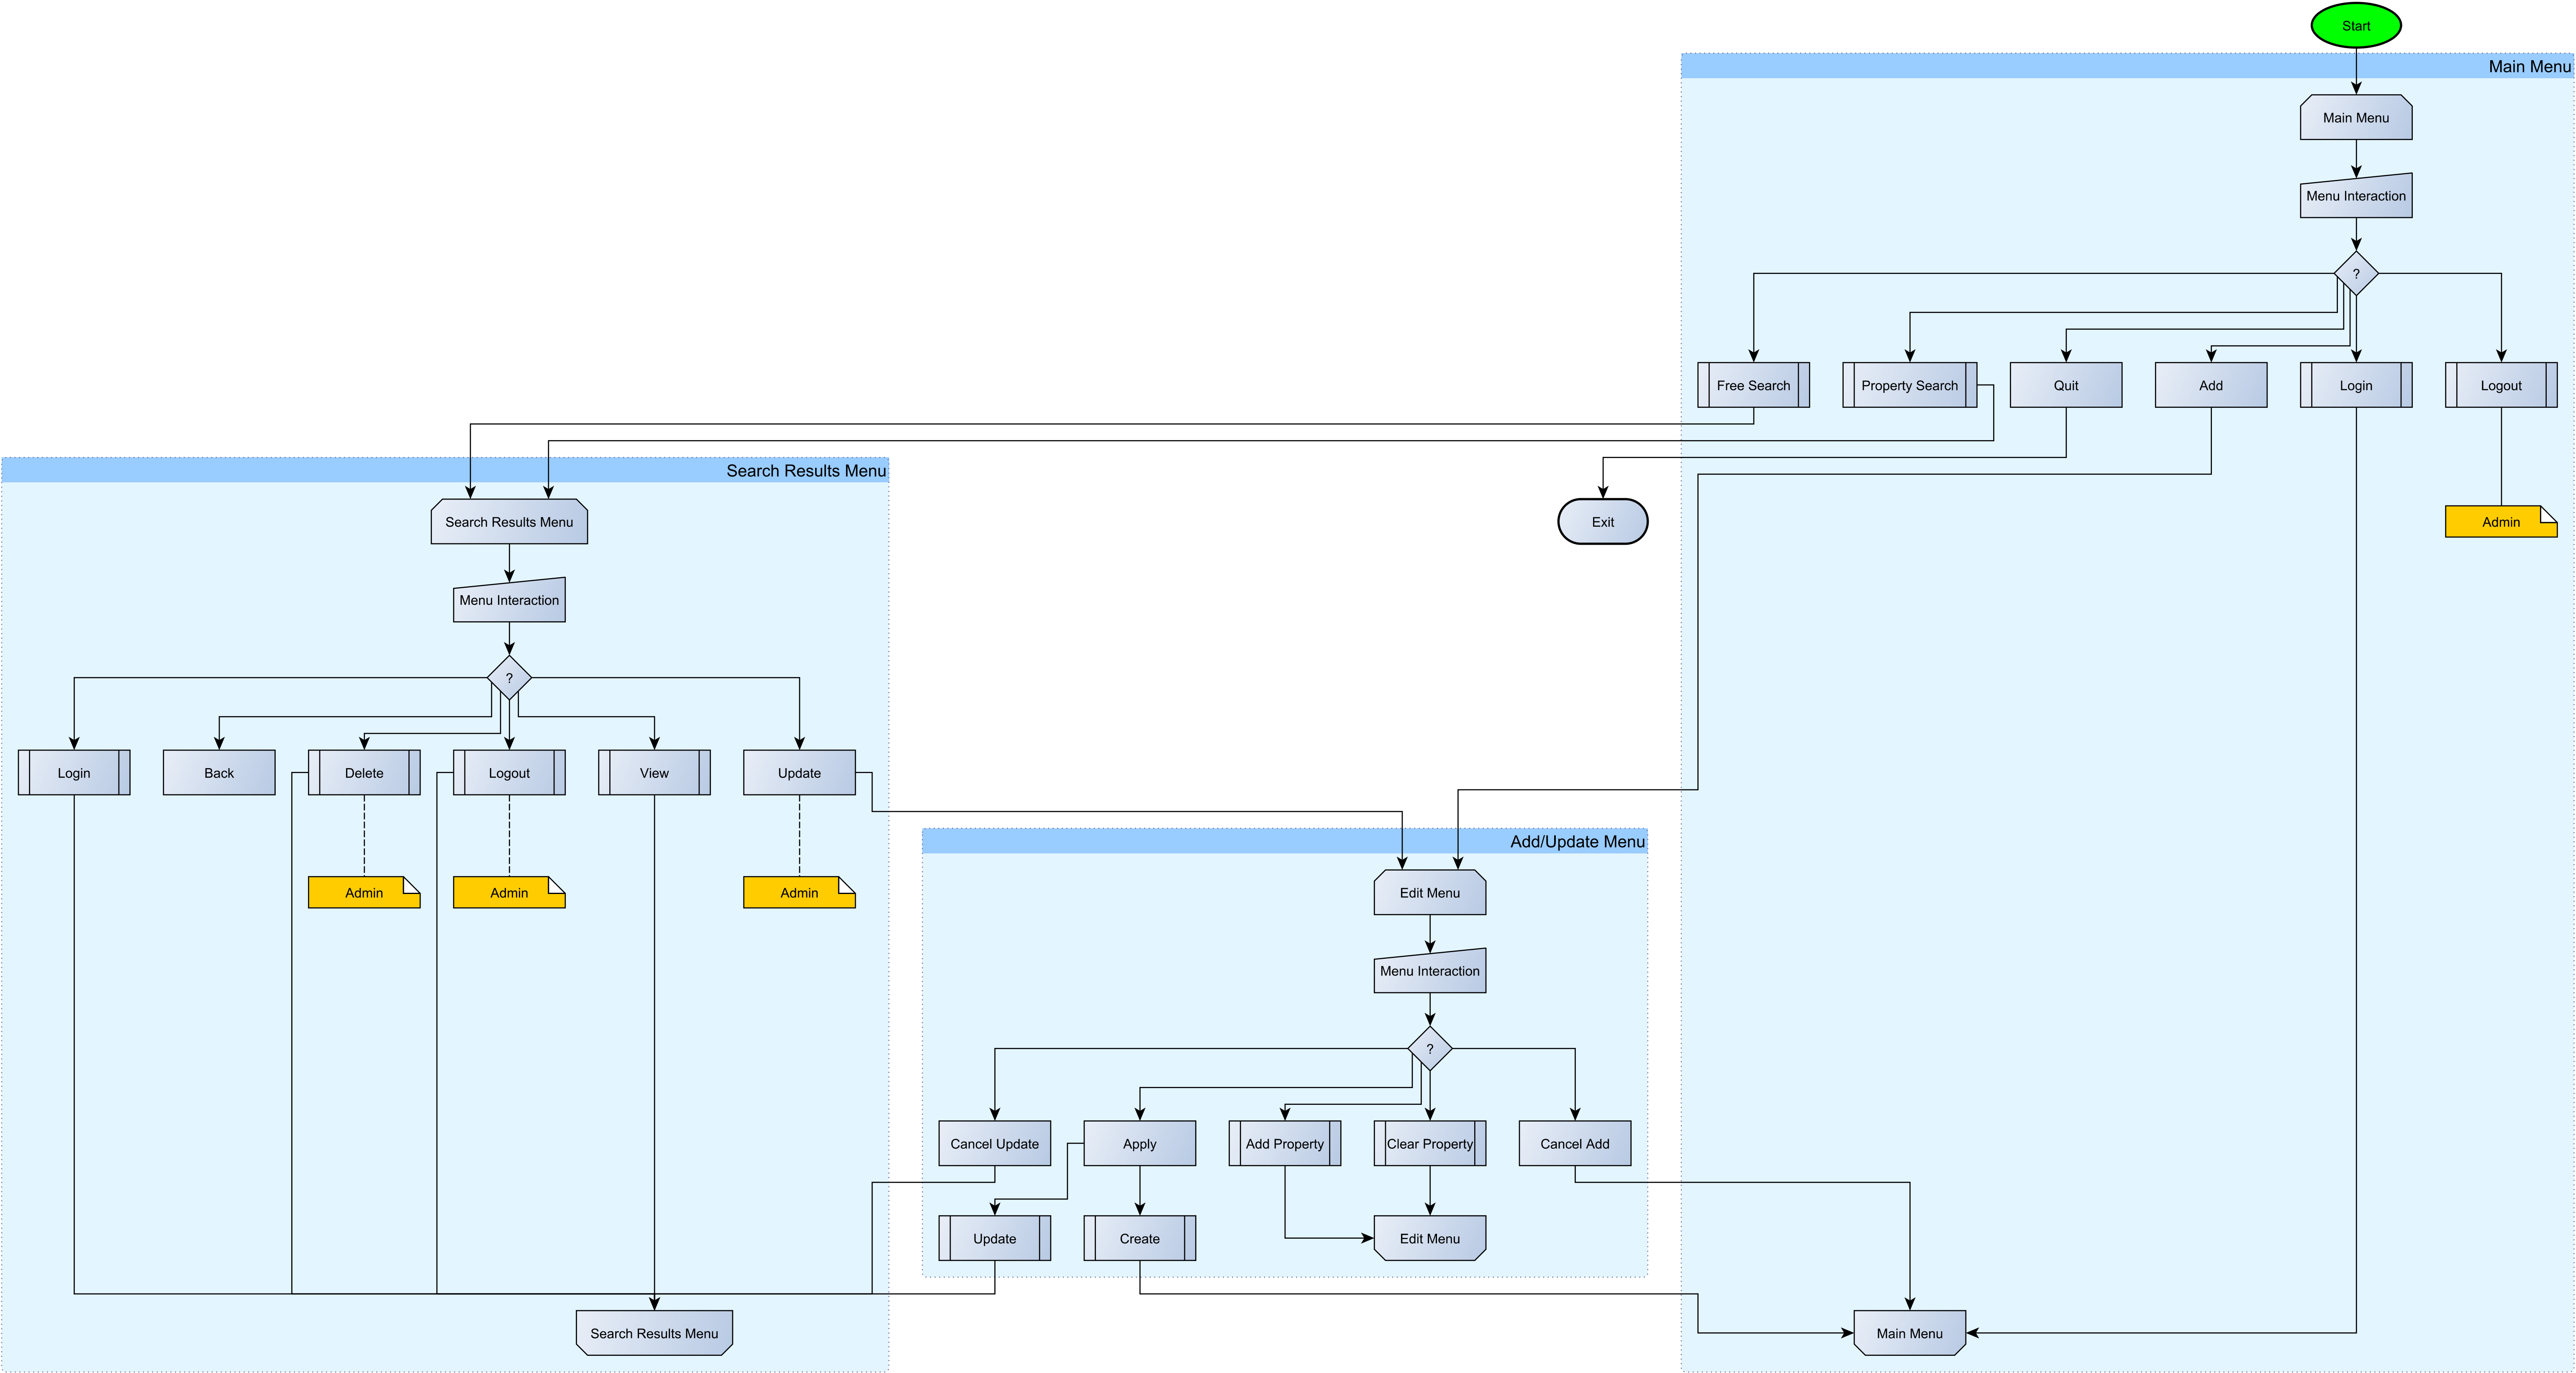 Start
Main Menu
Main Menu
Menu Interaction
?
Free Search
Property Search
Quit
Add
Login
Logout
Exit
Admin
Search Results Menu
Search Results Menu
Menu Interaction
?
Login
Back
Delete
Logout
View
Update
Admin
Admin
Admin
Add/Update Menu
Edit Menu
Menu Interaction
?
Cancel Update
Apply
Add Property
Clear Property
Cancel Add
Update
Create
Edit Menu
Search Results Menu
Main Menu